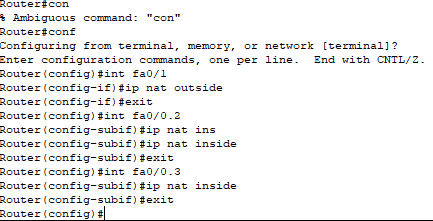 Router#con
% Ambiguous command: "con"
Router#conf
Configuring from terminal, memory, or network [terminal]?
Enter configuration commands, one per line.  End with CNTL/Z.
Router(config)#int fa0/1
Router(config-if)#ip nat outside
Router(config-if)#exit
Router(config)#int fa0/0.2
Router(config-subif)#ip nat ins
Router(config-subif)#ip nat inside
Router(config-subif)#exit
Router(config)#int fa0/0.3
Router(config-subif)#ip nat inside
Router(config-subif)#exit
Router(config)#